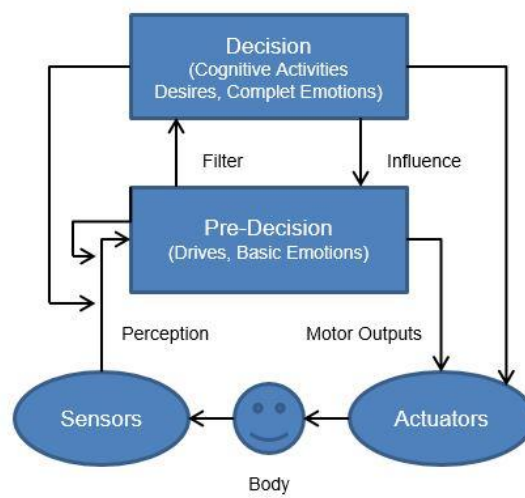 Decision
(Cognitive Activities
Desires, Complet Emotions)
Filter
Influence
Pre-Decision
(Drives, Basic Emotions)
Perception
Motor Outputs
Sensors
Actuators
Body